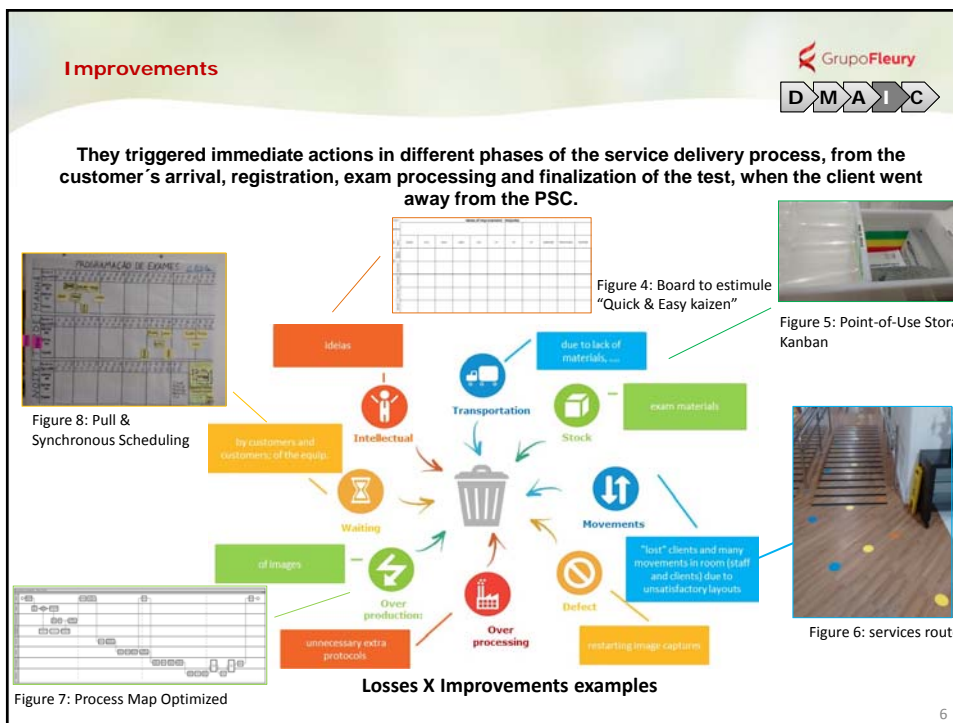 Improvements
GrupoFleury
D M A I C
They triggered immediate actions in different phases of the service delivery process, from the
customer´s arrival, registration, exam processing and finalization of the test, when the client went
away from the PSC.
PROGRAMAÇÃO DE EXAMES
MANHÃ
TARDE
NOITE
Figure 4: Board to estimule
“Quick & Easy kaizen”
Figure 5: Point-of-Use Stora
Kanban
ideias
due to lack of
materials, ....
exam materials
Figure 8: Pull &
Synchronous Scheduling
Intellectual
Transportation
Stock
by customers and
customers; of the equip.
Waiting
Movements
of images
Over
production:
Over
processing
Defect
"lost" clients and many
movements in room (staff
and clients) due to
unsatisfactory layouts
unnecessary extra
protocols
restarting image captures
Figure 6: services rout
Figure 7: Process Map Optimized
Losses X Improvements examples
6